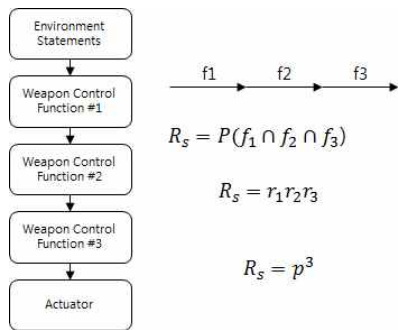 Environment
Statements
Weapon Control
Function #1
Weapon Control
Function #2
Weapon Control
Function #3
Actuator
f1 f2 f3
R_s = P(f_1 ∩ f_2 ∩ f_3)
R_s = r_1r_2r_3
R_s = p^3